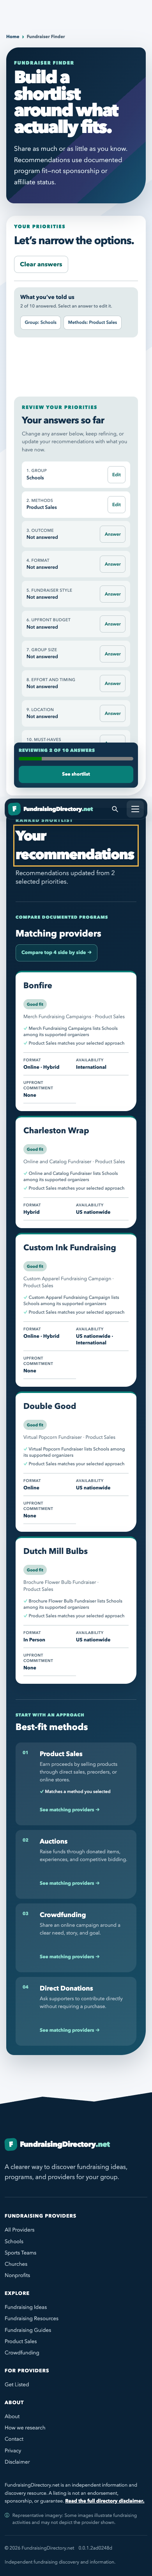 Home › Fundraiser Finder
FUNDRAISER FINDER
Build a
shortlist
around what
actually fits.
Share as much or as little as you know.
Recommendations use documented
program fit—not sponsorship or
affiliate status.
YOUR PRIORITIES
Let's narrow the options.
Clear answers
What you've told us
2 of 10 answered. Select an answer to edit it.
Group: Schools
Methods: Product Sales
REVIEW YOUR PRIORITIES
Your answers so far
Change any answer below, keep refining, or
update your recommendations with what you
have now.
1. GROUP
Schools
Edit
2. METHODS
Product Sales
Edit
3. OUTCOME
Not answered
Answer
4. FORMAT
Not answered
Answer
5. FUNDRAISER STYLE
Not answered
Answer
6. UPFRONT BUDGET
Not answered
Answer
7. GROUP SIZE
Not answered
Answer
8. EFFORT AND TIMING
Not answered
Answer
9. LOCATION
Not answered
Answer
10. MUST-HAVES
REVIEWING 2 OF 10 ANSWERS
See shortlist
F FundraisingDirectory.net
RANKED SHORTLIST
Your
recommendations
Recommendations updated from 2
selected priorities.
COMPARE DOCUMENTED PROGRAMS
Matching providers
Compare top 4 side by side →
Bonfire
Good fit
Merch Fundraising Campaigns · Product Sales
✓ Merch Fundraising Campaigns lists Schools
among its supported organizers
✓ Product Sales matches your selected approach
FORMAT
Online · Hybrid
AVAILABILITY
International
UPFRONT
COMMITMENT
None
Charleston Wrap
Good fit
Online and Catalog Fundraiser · Product Sales
✓ Online and Catalog Fundraiser lists Schools
among its supported organizers
✓ Product Sales matches your selected approach
FORMAT
Hybrid
AVAILABILITY
US nationwide
Custom Ink Fundraising
Good fit
Custom Apparel Fundraising Campaign ·
Product Sales
✓ Custom Apparel Fundraising Campaign lists
Schools among its supported organizers
✓ Product Sales matches your selected approach
FORMAT
Online · Hybrid
AVAILABILITY
US nationwide ·
International
UPFRONT
COMMITMENT
None
Double Good
Good fit
Virtual Popcorn Fundraiser · Product Sales
✓ Virtual Popcorn Fundraiser lists Schools among
its supported organizers
✓ Product Sales matches your selected approach
FORMAT
Online
AVAILABILITY
US nationwide
UPFRONT
COMMITMENT
None
Dutch Mill Bulbs
Good fit
Brochure Flower Bulb Fundraiser ·
Product Sales
✓ Brochure Flower Bulb Fundraiser lists Schools
among its supported organizers
✓ Product Sales matches your selected approach
FORMAT
In Person
AVAILABILITY
US nationwide
UPFRONT
COMMITMENT
None
START WITH AN APPROACH
Best-fit methods
01
Product Sales
Earn proceeds by selling products
through direct sales, preorders, or
online stores.
✓ Matches a method you selected
See matching providers →
02
Auctions
Raise funds through donated items,
experiences, and competitive bidding.
See matching providers →
03
Crowdfunding
Share an online campaign around a
clear need, story, and goal.
See matching providers →
04
Direct Donations
Ask supporters to contribute directly
without requiring a purchase.
See matching providers →
F FundraisingDirectory.net
A clearer way to discover fundraising ideas,
programs, and providers for your group.
FUNDRAISING PROVIDERS
All Providers
Schools
Sports Teams
Churches
Nonprofits
EXPLORE
Fundraising Ideas
Fundraising Resources
Fundraising Guides
Product Sales
Crowdfunding
FOR PROVIDERS
Get Listed
ABOUT
About
How we research
Contact
Privacy
Disclaimer
FundraisingDirectory.net is an independent information and
discovery resource. A listing is not an endorsement,
sponsorship, or guarantee. Read the full directory disclaimer.
Representative imagery: Some images illustrate fundraising
activities and may not depict the provider shown.
© 2026 FundraisingDirectory.net 0.0.1.2ad5248d
Independent fundraising discovery and information.